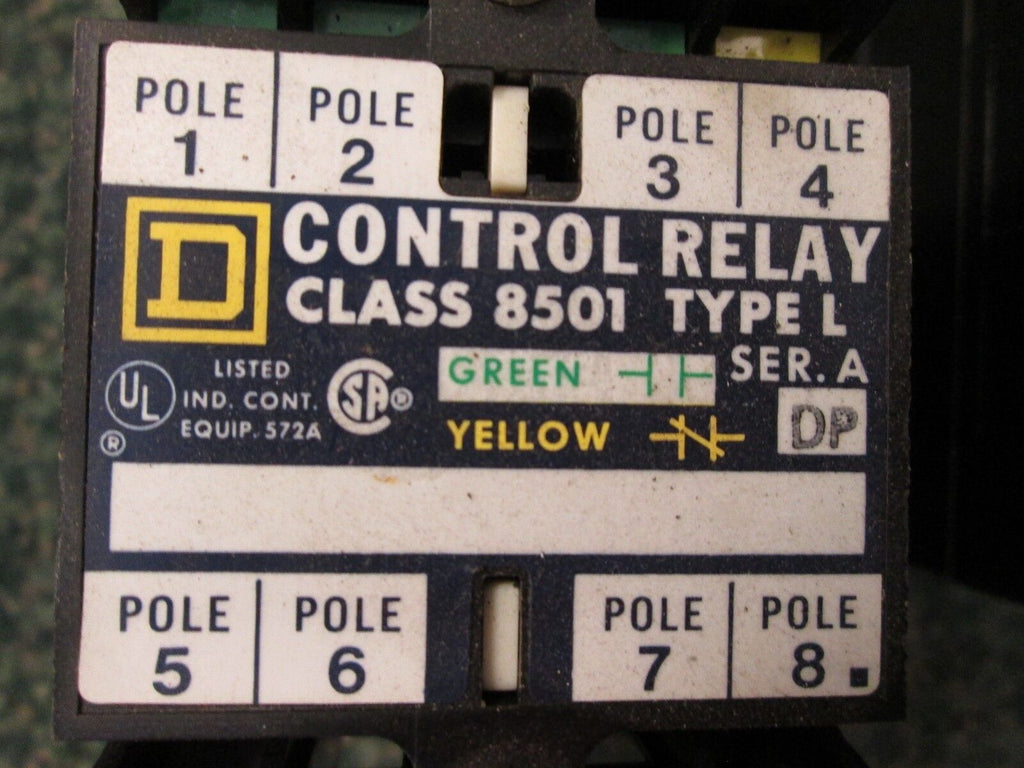 POLE 1 POLE 2 POLE 3 POLE 4
D CONTROL RELAY
CLASS 8501 TYPE L
UL ® LISTED
IND. CONT.
EQUIP. 572A
SA ®
GREEN SER. A
YELLOW DP
POLE 5 POLE 6 POLE 7 POLE 8.